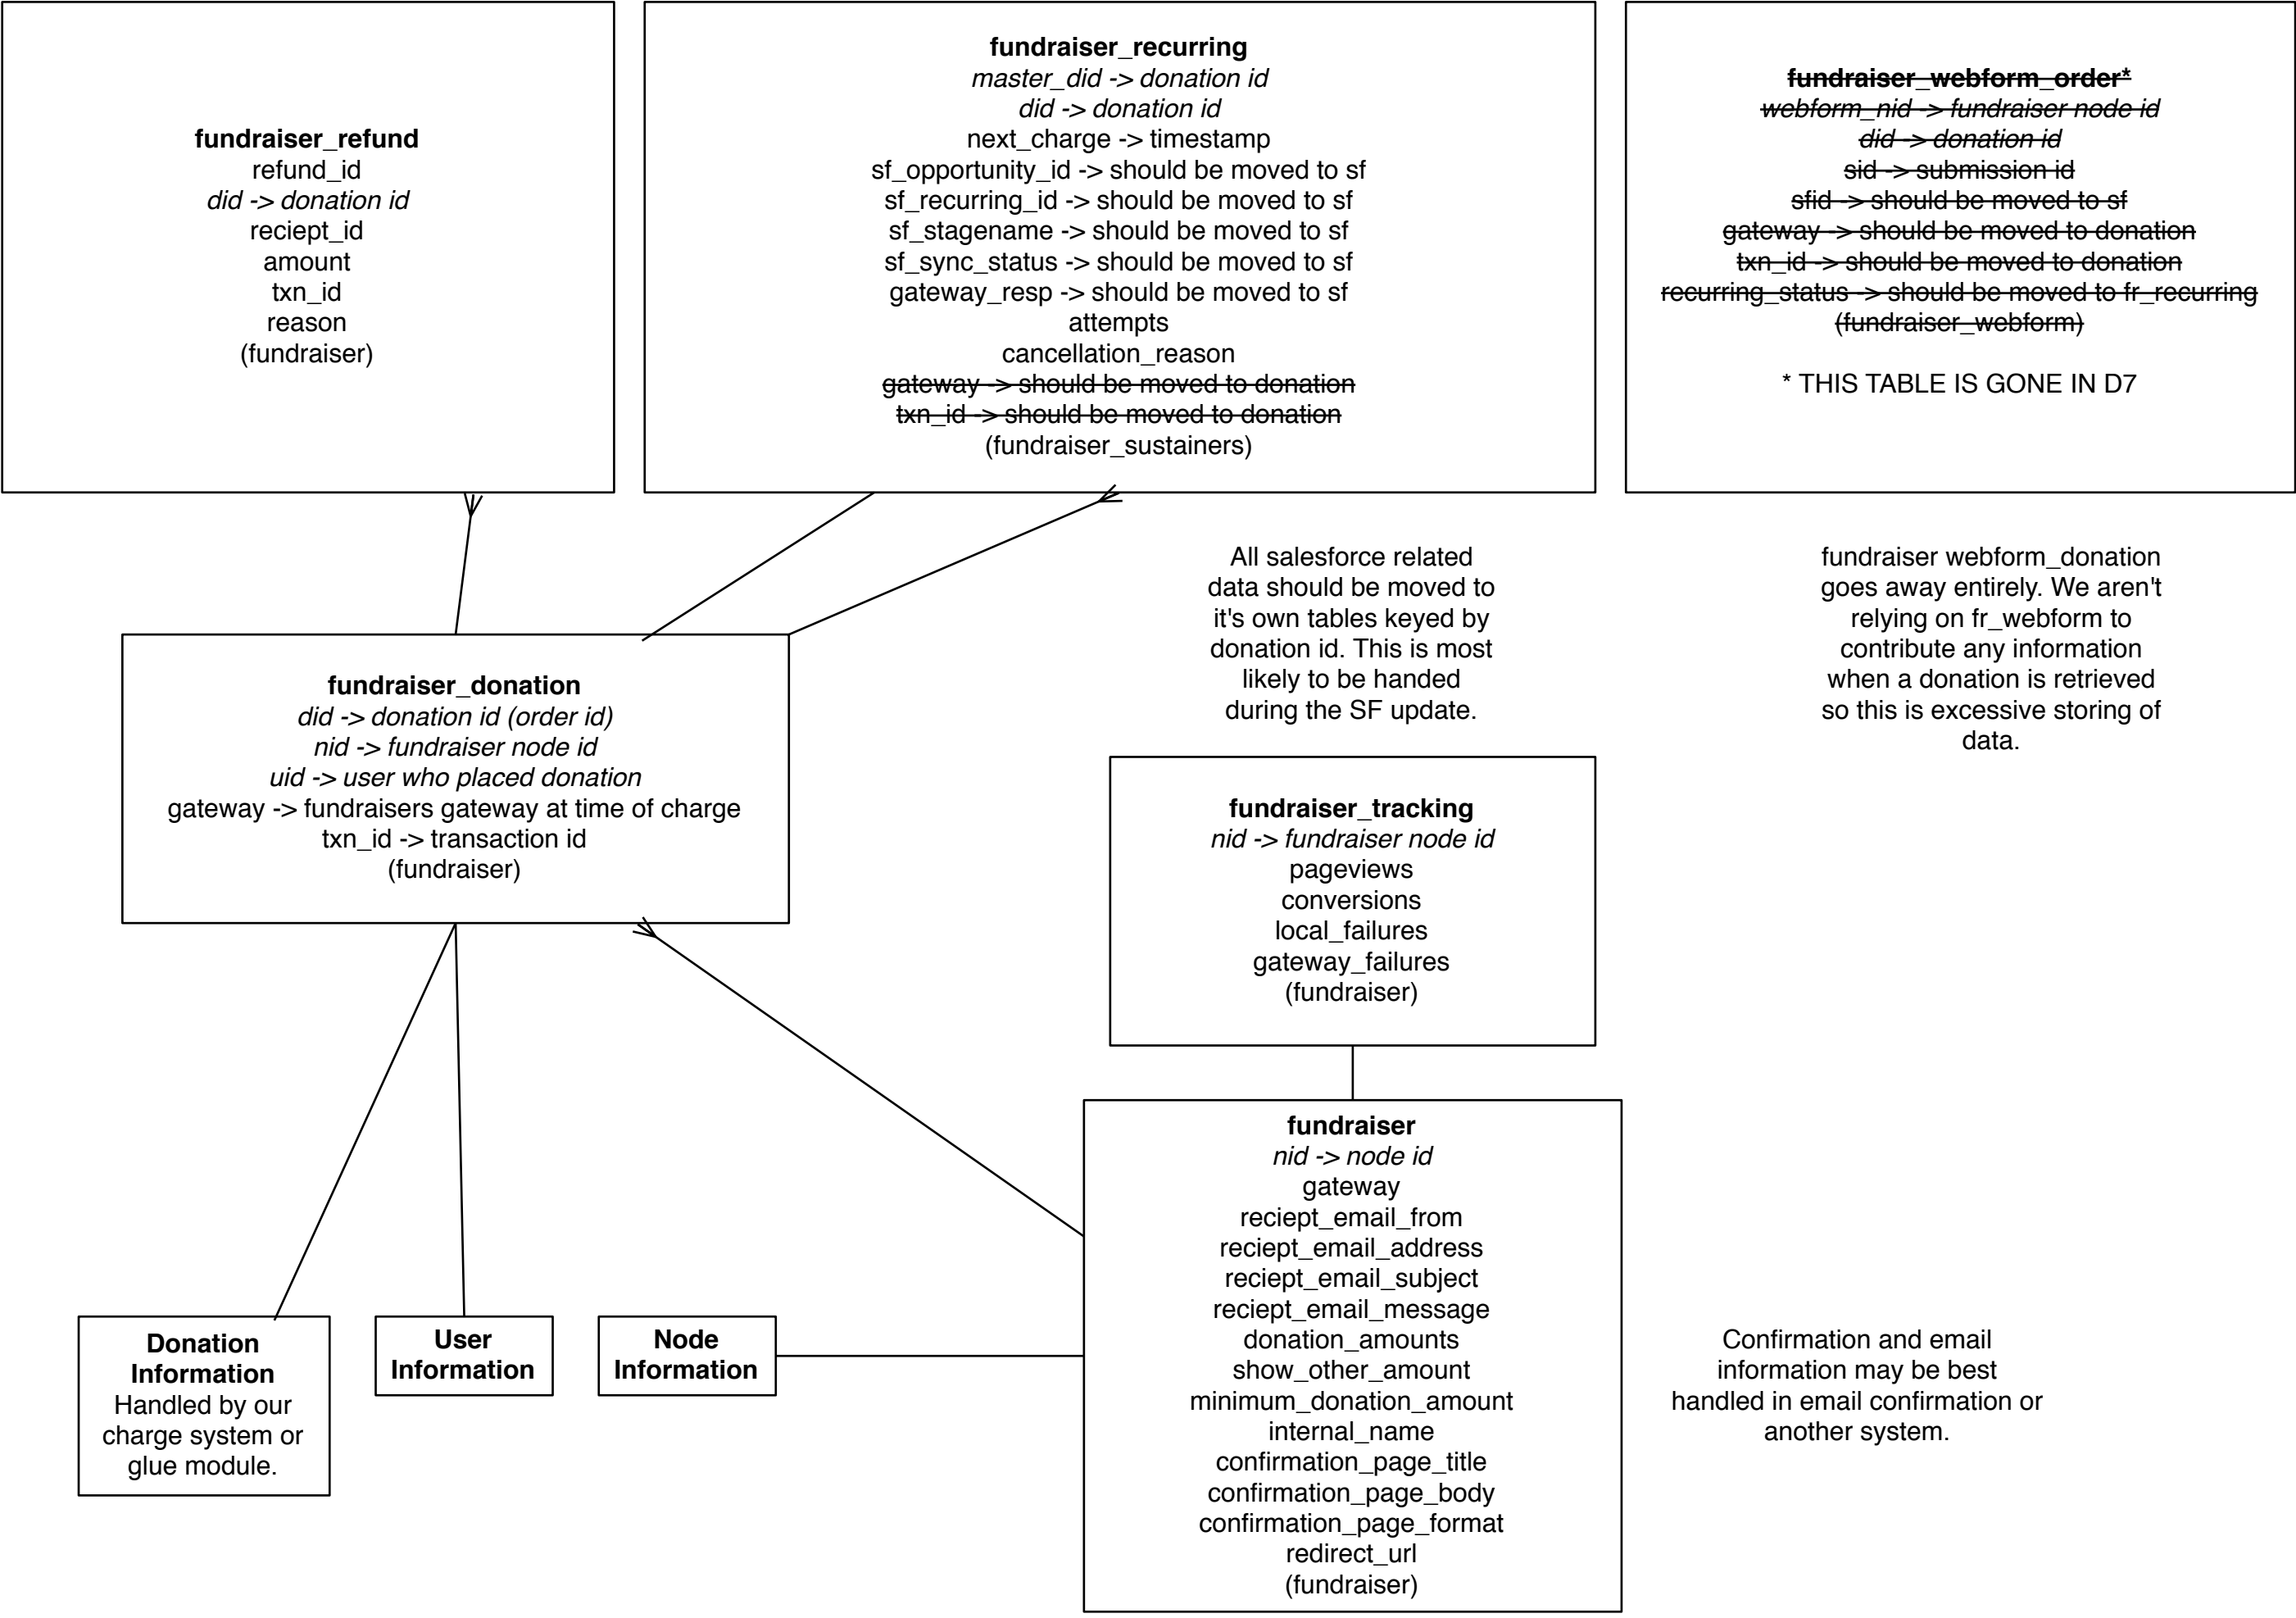 fundraiser_refund
refund_id
did -> donation id
reciept_id
amount
txn_id
reason
(fundraiser)
fundraiser_recurring
master_did -> donation id
did -> donation id
next_charge -> timestamp
sf_opportunity_id -> should be moved to sf
sf_recurring_id -> should be moved to sf
sf_stagename -> should be moved to sf
sf_sync_status -> should be moved to sf
gateway_resp -> should be moved to sf
attempts
cancellation_reason
gateway -> should be moved to donation
txn_id -> should be moved to donation
(fundraiser_sustainers)
fundraiser_webform_order*
webform_nid -> fundraiser node id
did -> donation id
sid -> submission id
sfid -> should be moved to sf
gateway -> should be moved to donation
txn_id -> should be moved to donation
recurring_status -> should be moved to fr_recurring
(fundraiser_webform)
* THIS TABLE IS GONE IN D7
All salesforce related
data should be moved to
it's own tables keyed by
donation id. This is most
likely to be handed
during the SF update.
fundraiser webform_donation
goes away entirely. We aren't
relying on fr_webform to
contribute any information
when a donation is retrieved
so this is excessive storing of
data.
fundraiser_donation
did -> donation id (order id)
nid -> fundraiser node id
uid -> user who placed donation
gateway -> fundraisers gateway at time of charge
txn_id -> transaction id
(fundraiser)
fundraiser_tracking
nid -> fundraiser node id
pageviews
conversions
local_failures
gateway_failures
(fundraiser)
fundraiser
nid -> node id
gateway
reciept_email_from
reciept_email_address
reciept_email_subject
reciept_email_message
donation_amounts
show_other_amount
minimum_donation_amount
internal_name
confirmation_page_title
confirmation_page_body
confirmation_page_format
redirect_url
(fundraiser)
Donation
Information
Handled by our
charge system or
glue module.
User
Information
Node
Information
Confirmation and email
information may be best
handled in email confirmation or
another system.